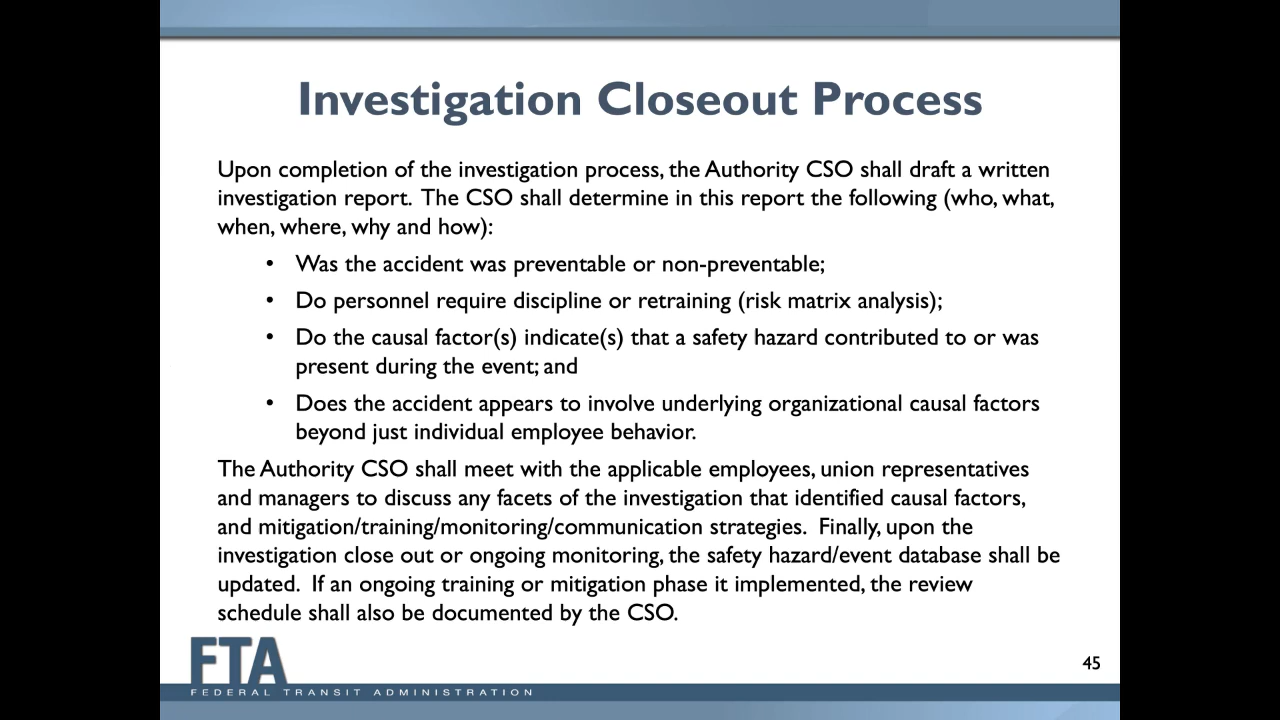 Investigation Closeout Process
Upon completion of the investigation process, the Authority CSO shall draft a written
investigation report.  The CSO shall determine in this report the following (who, what,
when, where, why and how):
• Was the accident was preventable or non-preventable;
• Do personnel require discipline or retraining (risk matrix analysis);
• Do the causal factor(s) indicate(s) that a safety hazard contributed to or was
present during the event; and
• Does the accident appears to involve underlying organizational causal factors
beyond just individual employee behavior.
The Authority CSO shall meet with the applicable employees, union representatives
and managers to discuss any facets of the investigation that identified causal factors,
and mitigation/training/monitoring/communication strategies.  Finally, upon the
investigation close out or ongoing monitoring, the safety hazard/event database shall be
updated.  If an ongoing training or mitigation phase it implemented, the review
schedule shall also be documented by the CSO.
FTA
FEDERAL TRANSIT ADMINISTRATION
45